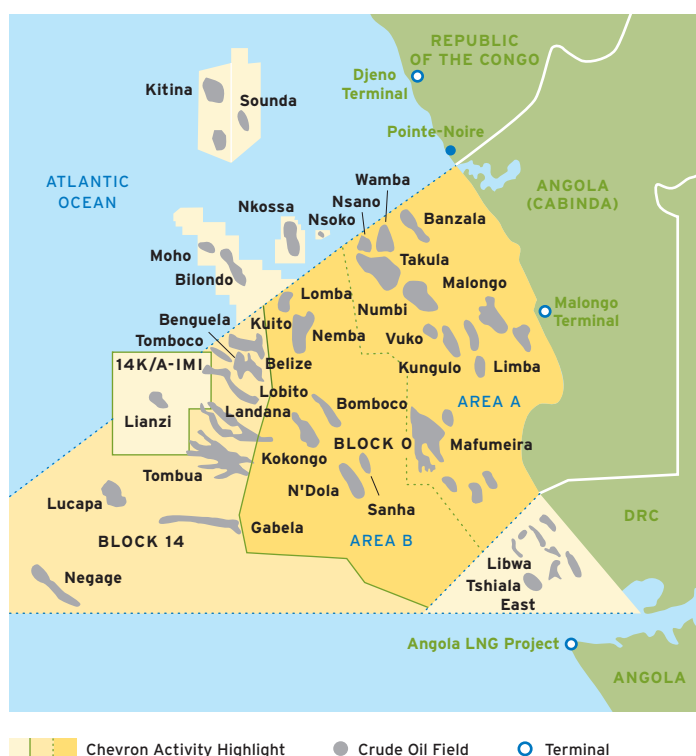 REPUBLIC
OF THE CONGO
Djeno
Terminal
Kitina
Sounda
Pointe-Noire
ATLANTIC
OCEAN
Wamba
Nsano
ANGOLA
(CABINDA)
Nkossa
Nsoko
Banzala
Moho
Takula
Bilondo
Malongo
Lomba
Numbi
Malongo
Terminal
Benguela
Kuito
Tomboco
Nemba
Vuko
14K/A-IMI
Belize
Kungulo
Limba
Lobito
Lianzi
Landana
Bomboco
AREA A
BLOCK 0
Mafumeira
Kokongo
Tombua
N'Dola
Lucapa
Sanha
DRC
Gabela
BLOCK 14
AREA B
Libwa
Negage
Tshiala
East
Angola LNG Project
ANGOLA
Chevron Activity Highlight
Crude Oil Field
Terminal